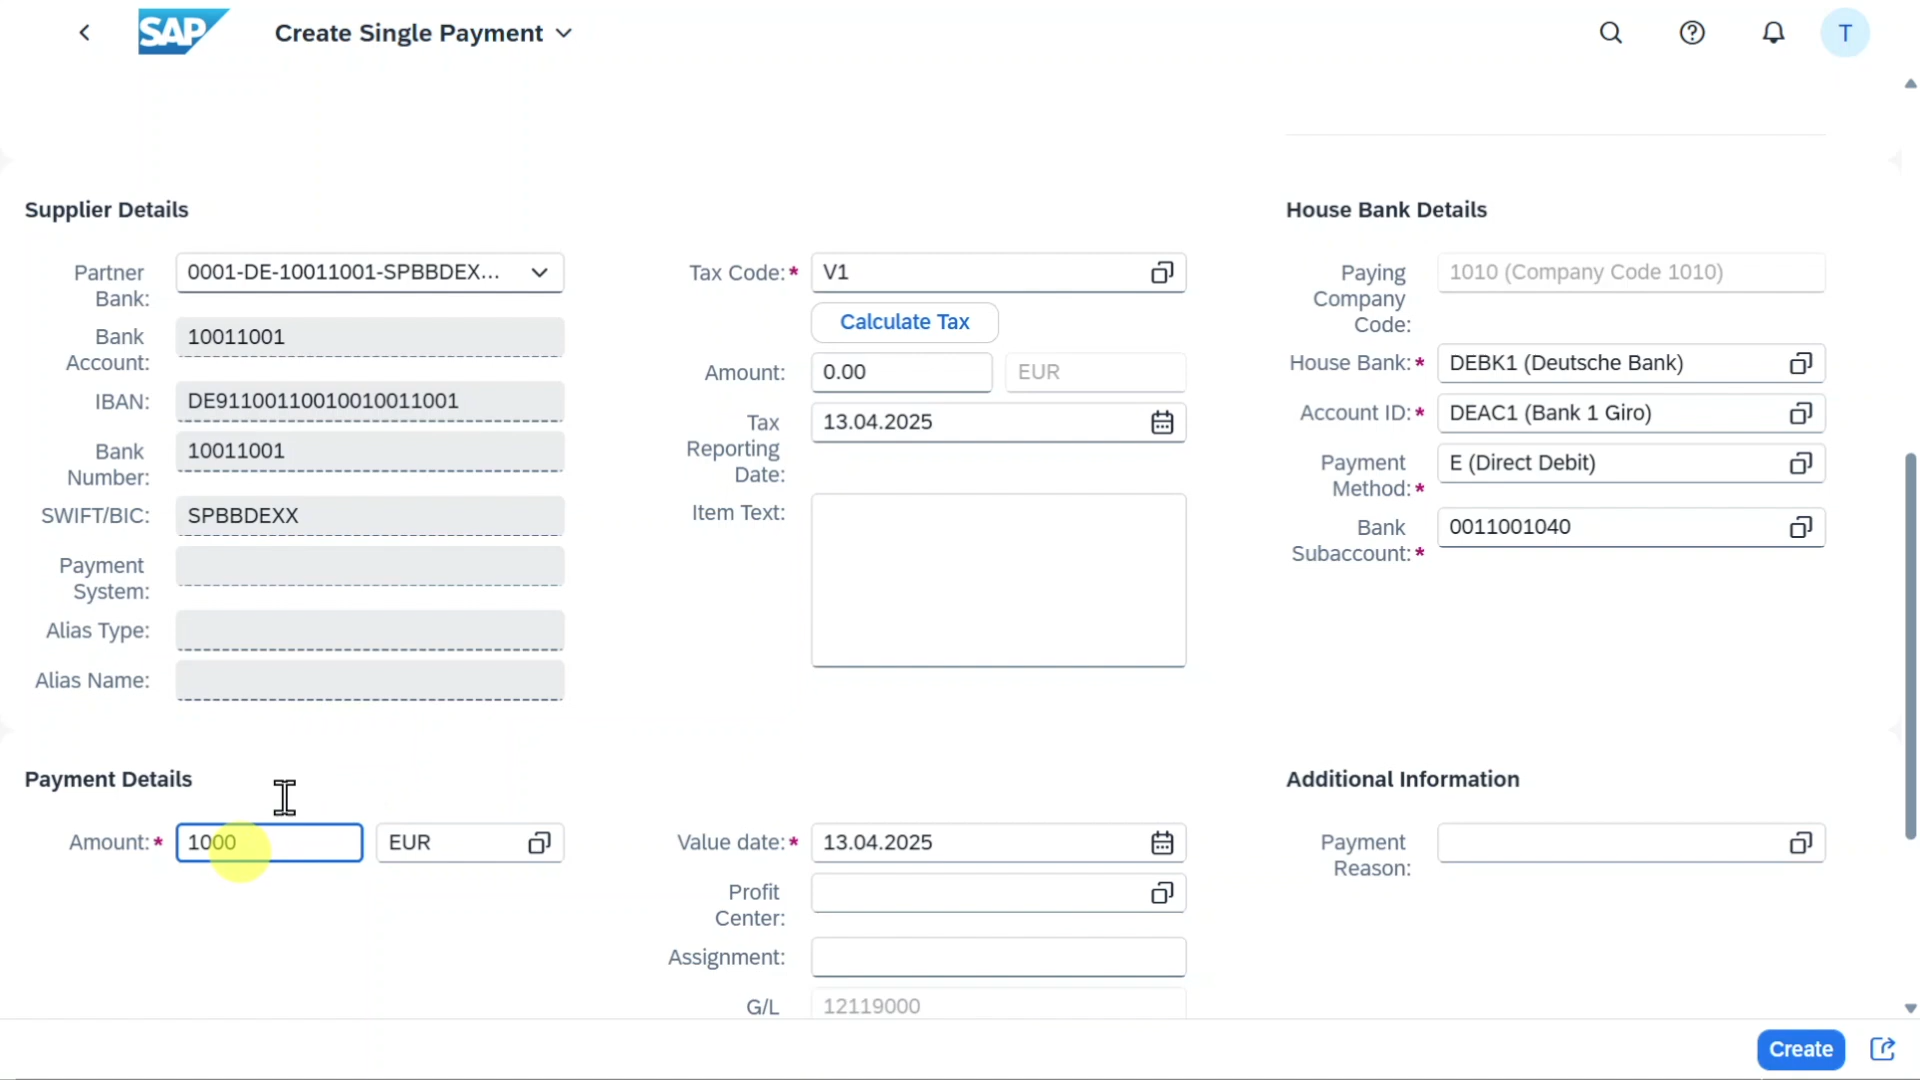 SAP Create Single Payment T
Supplier Details
Partner Bank: 0001-DE-10011001-SPBBDEX...
Bank Account: 10011001
IBAN: DE91100110010010011001
Bank Number: 10011001
SWIFT/BIC: SPBBDEXX
Payment System:
Alias Type:
Alias Name:
Tax Code:* V1
Calculate Tax
Amount: 0.00 EUR
Tax Reporting Date: 13.04.2025
Item Text:
House Bank Details
Paying Company Code: 1010 (Company Code 1010)
House Bank:* DEBK1 (Deutsche Bank)
Account ID:* DEAC1 (Bank 1 Giro)
Payment Method:* E (Direct Debit)
Bank Subaccount:* 0011001040
Payment Details
Amount:* 1000 EUR
Value date:* 13.04.2025
Profit Center:
Assignment:
G/L 12119000
Additional Information
Payment Reason:
Create